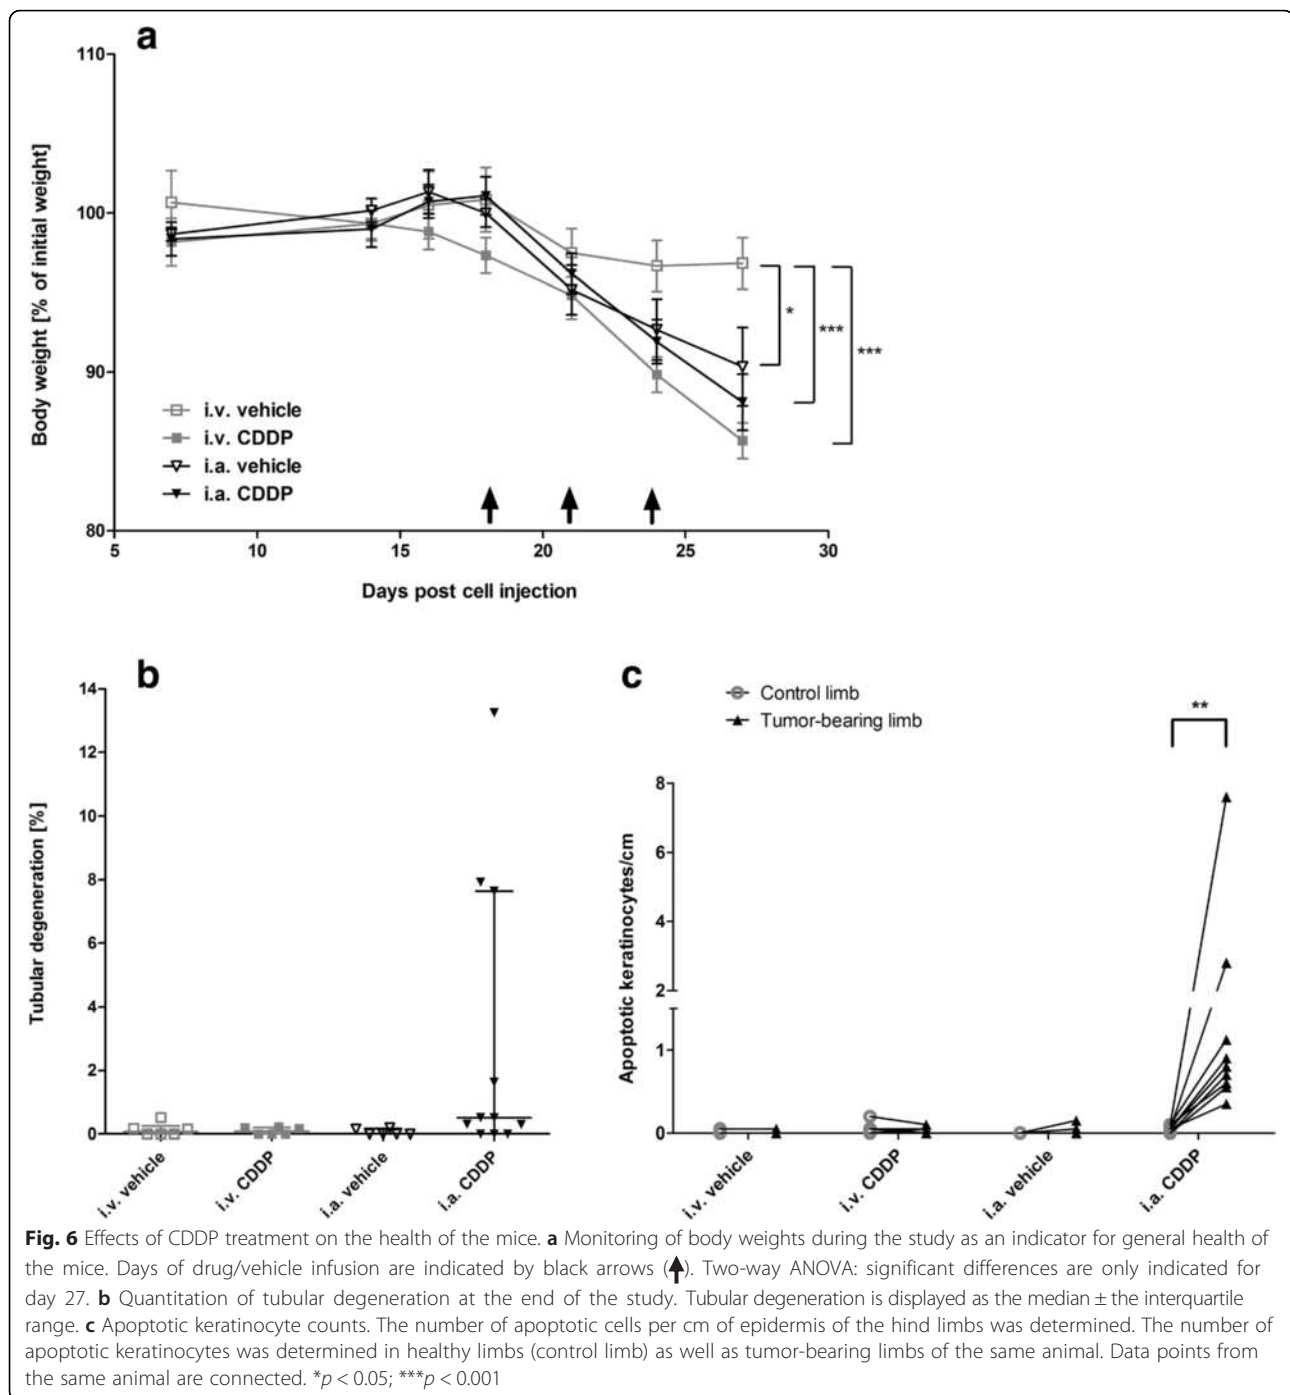 a
110
100
90
80
Body weight [% of initial weight]
i.v. vehicle
i.v. CDDP
i.a. vehicle
i.a. CDDP
*
***
***
5
10
15
20
25
30
Days post cell injection
b
14
12
10
8
6
4
2
0
Tubular degeneration [%]
i.v. vehicle
i.v. CDDP
i.a. vehicle
i.a. CDDP
c
Control limb
Tumor-bearing limb
**
8
6
4
2
1
0
Apoptotic keratinocytes/cm
i.v. vehicle
i.v. CDDP
i.a. vehicle
i.a. CDDP
Fig. 6 Effects of CDDP treatment on the health of the mice. a Monitoring of body weights during the study as an indicator for general health of
the mice. Days of drug/vehicle infusion are indicated by black arrows (↑). Two-way ANOVA: significant differences are only indicated for
day 27. b Quantitation of tubular degeneration at the end of the study. Tubular degeneration is displayed as the median ± the interquartile
range. c Apoptotic keratinocyte counts. The number of apoptotic cells per cm of epidermis of the hind limbs was determined. The number of
apoptotic keratinocytes was determined in healthy limbs (control limb) as well as tumor-bearing limbs of the same animal. Data points from
the same animal are connected. *p < 0.05; ***p < 0.001